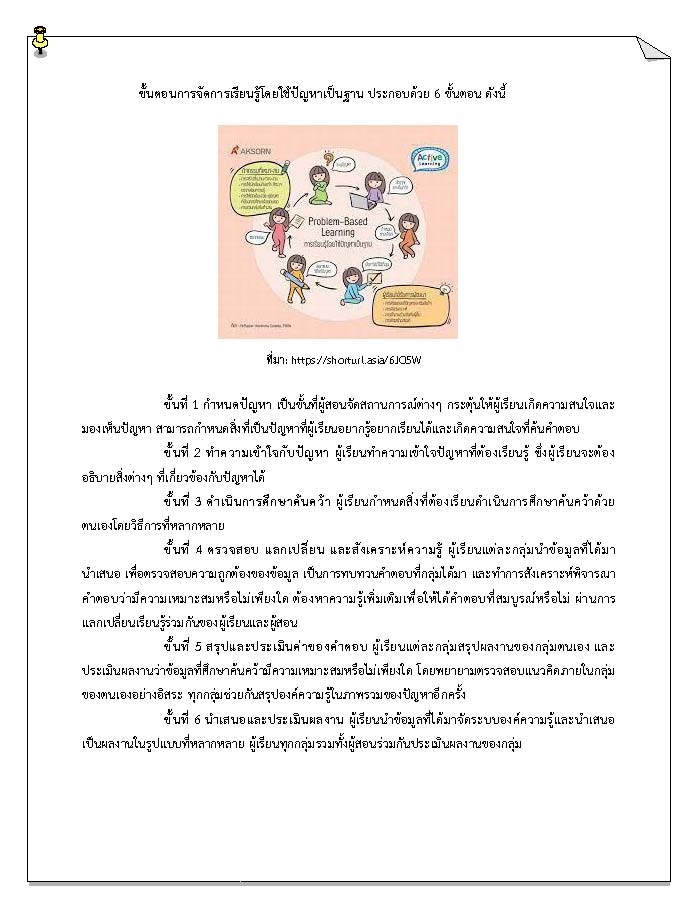 ขั้นตอนการจัดการเรียนรู้โดยใช้ปัญหาเป็นฐาน ประกอบด้วย 6 ขั้นตอน ดังนี้
AKSORN
Active
Learning
Problem-Based
Learning
การเรียนรู้โดยใช้ปัญหาเป็นฐาน
ที่มา: https://shorturl.asia/6JO5W
ขั้นที่ 1 กำหนดปัญหา เป็นขั้นที่ผู้สอนจัดสถานการณ์ต่างๆ กระตุ้นให้ผู้เรียนเกิดความสนใจและ
มองเห็นปัญหา สามารถกำหนดสิ่งที่เป็นปัญหาที่ผู้เรียนอยากรู้อยากเรียนได้และเกิดความสนใจที่ค้นคำตอบ
ขั้นที่ 2 ทำความเข้าใจกับปัญหา ผู้เรียนทำความเข้าใจปัญหาที่ต้องเรียนรู้ ซึ่งผู้เรียนจะต้อง
อธิบายสิ่งต่างๆ ที่เกี่ยวข้องกับปัญหาได้
ขั้นที่ 3 ดำเนินการศึกษาค้นคว้า ผู้เรียนกำหนดสิ่งที่ต้องเรียนดำเนินการศึกษาค้นคว้าด้วย
ตนเองโดยวิธีการที่หลากหลาย
ขั้นที่ 4 ตรวจสอบ แลกเปลี่ยน และสังเคราะห์ความรู้ ผู้เรียนแต่ละกลุ่มนำข้อมูลที่ได้มา
นำเสนอ เพื่อตรวจสอบความถูกต้องของข้อมูล เป็นการทบทวนคำตอบที่กลุ่มได้มา และทำการสังเคราะห์พิจารณา
คำตอบว่ามีความเหมาะสมหรือไม่เพียงใด ต้องหาความรู้เพิ่มเติมเพื่อให้ได้คำตอบที่สมบูรณ์หรือไม่ ผ่านการ
แลกเปลี่ยนเรียนรู้ร่วมกันของผู้เรียนและผู้สอน
ขั้นที่ 5 สรุปและประเมินค่าของคำตอบ ผู้เรียนแต่ละกลุ่มสรุปผลงานของกลุ่มตนเอง และ
ประเมินผลงานว่าข้อมูลที่ศึกษาค้นคว้ามีความเหมาะสมหรือไม่เพียงใด โดยพยายามตรวจสอบแนวคิดภายในกลุ่ม
ของตนเองอย่างอิสระ ทุกกลุ่มช่วยกันสรุปองค์ความรู้ในภาพรวมของปัญหาอีกครั้ง
ขั้นที่ 6 นำเสนอและประเมินผลงาน ผู้เรียนนำข้อมูลที่ได้มาจัดระบบองค์ความรู้และนำเสนอ
เป็นผลงานในรูปแบบที่หลากหลาย ผู้เรียนทุกกลุ่มรวมทั้งผู้สอนร่วมกันประเมินผลงานของกลุ่ม